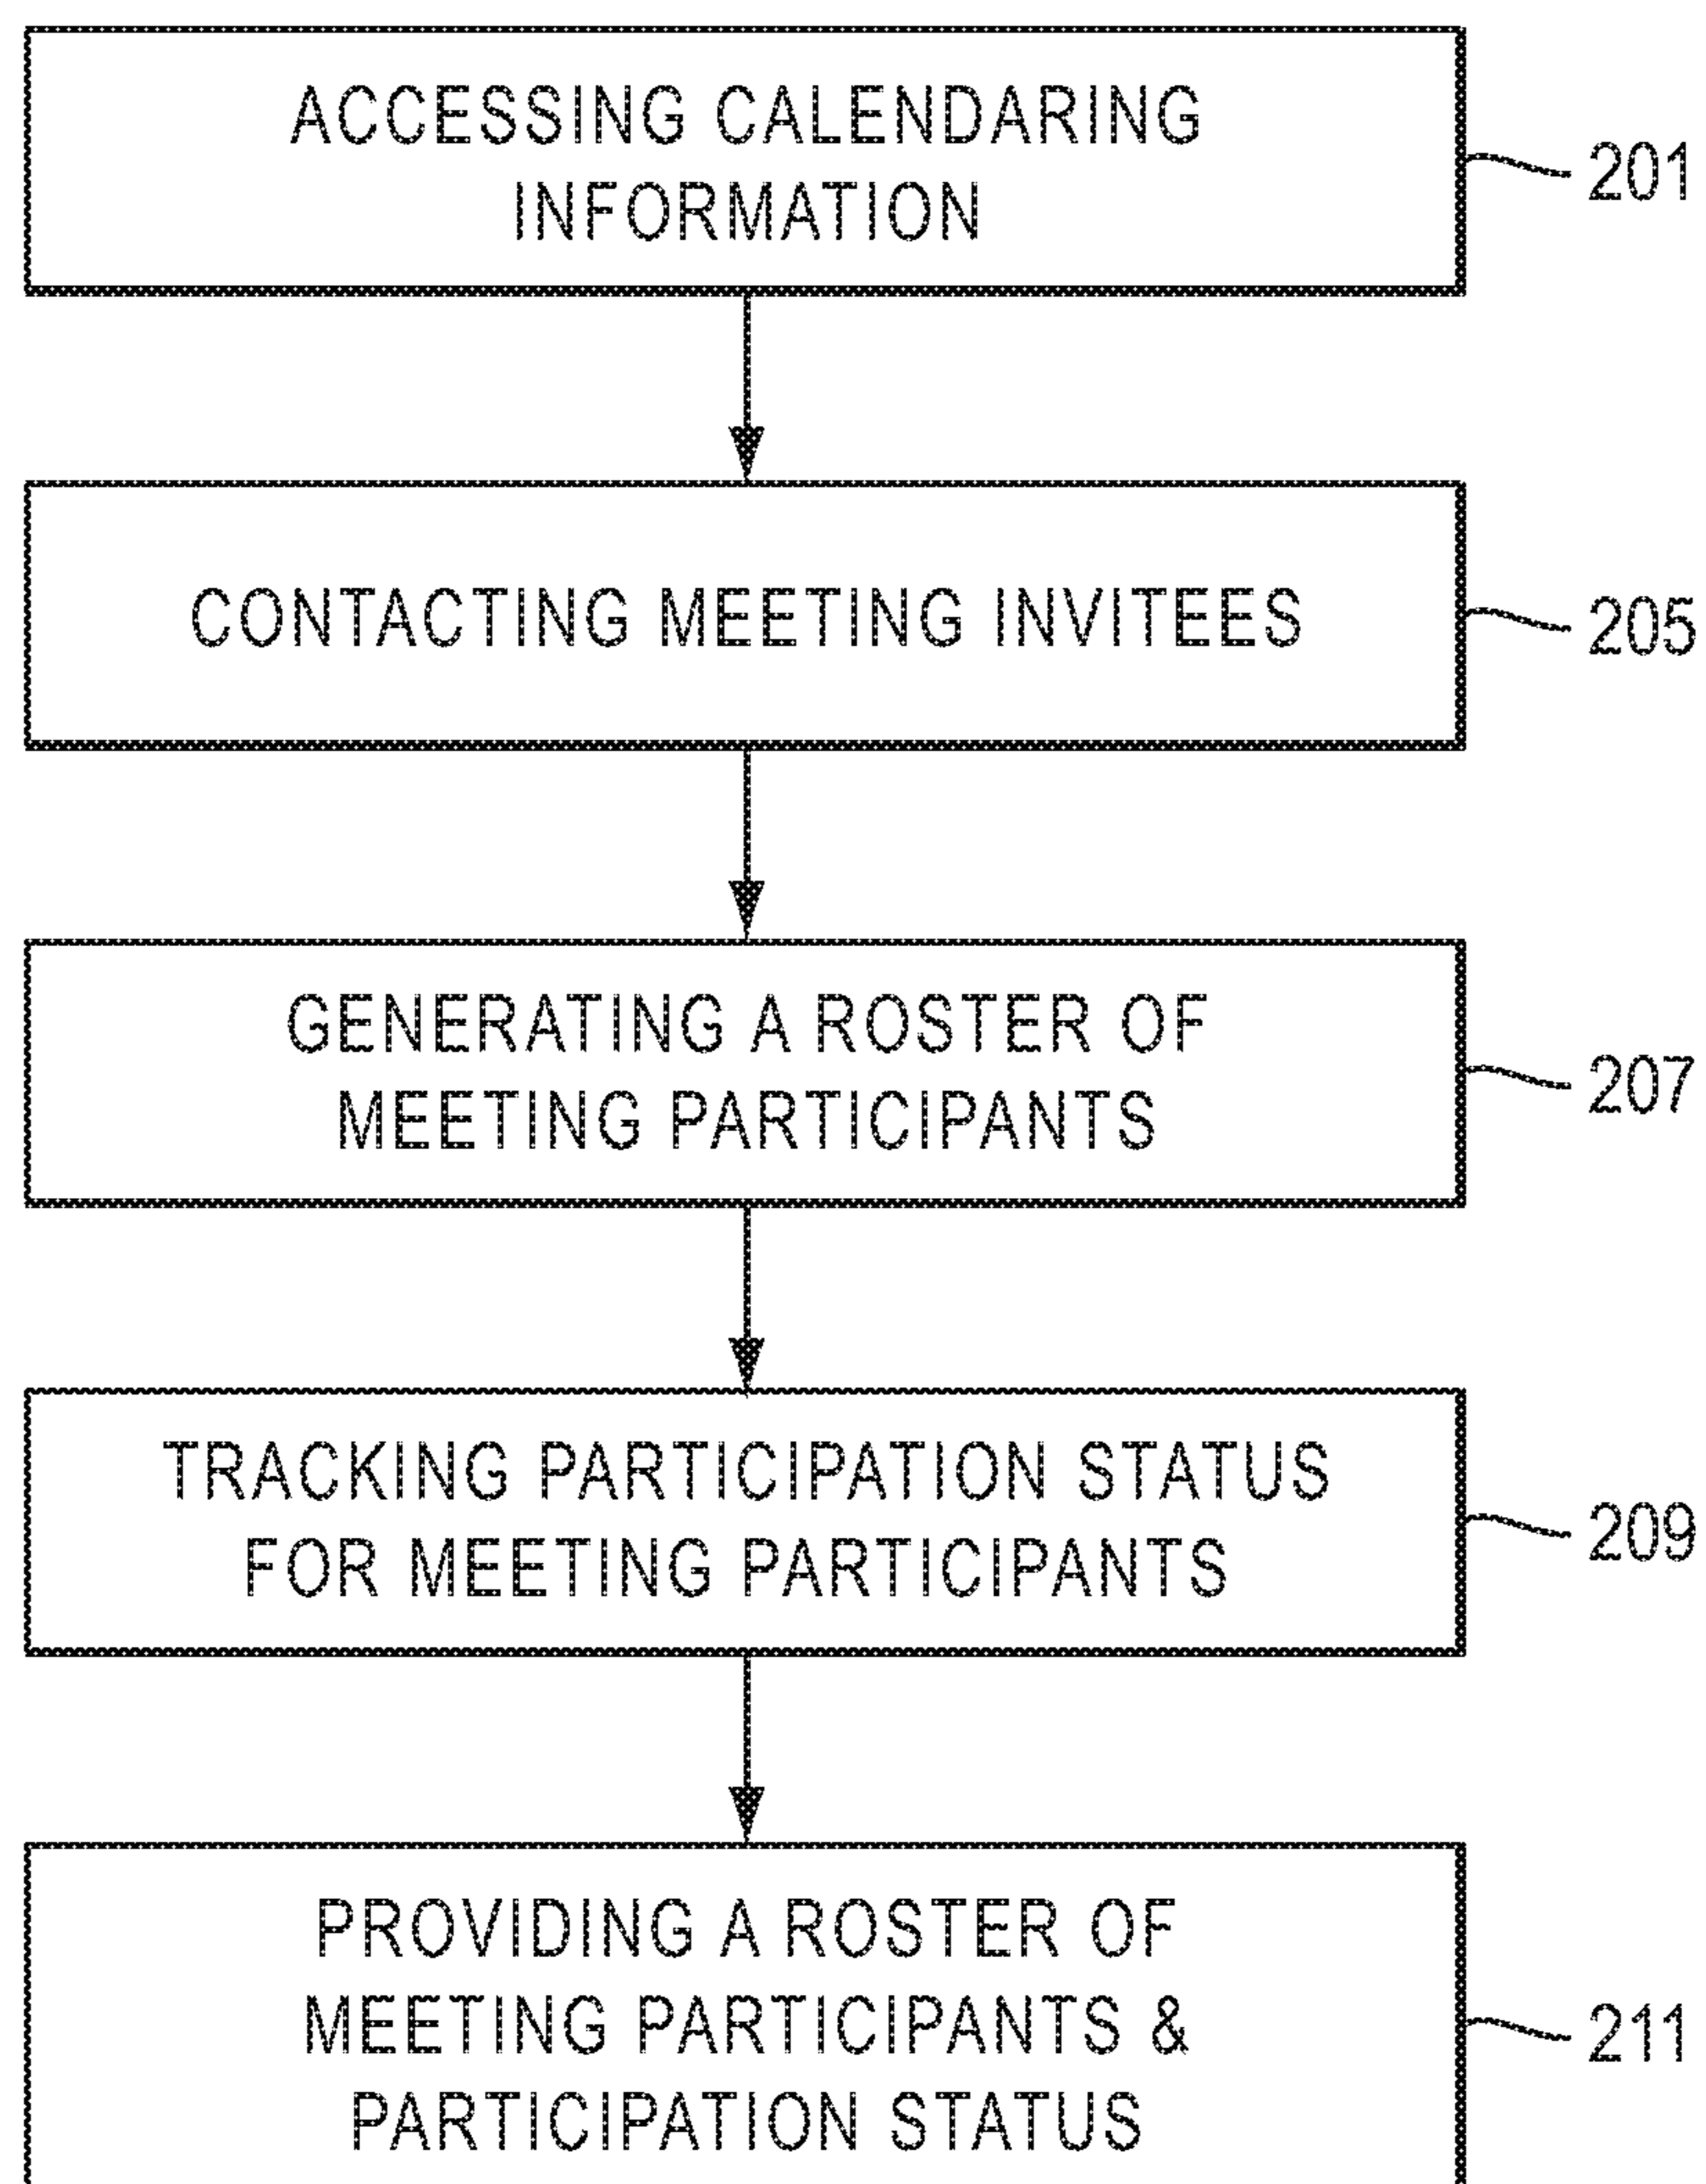 ACCESSING CALENDARING
INFORMATION
201
CONTACTING MEETING INVITEES
205
GENERATING A ROSTER OF
MEETING PARTICIPANTS
207
TRACKING PARTICIPATION STATUS
FOR MEETING PARTICIPANTS
209
PROVIDING A ROSTER OF
MEETING PARTICIPANTS &
PARTICIPATION STATUS
211